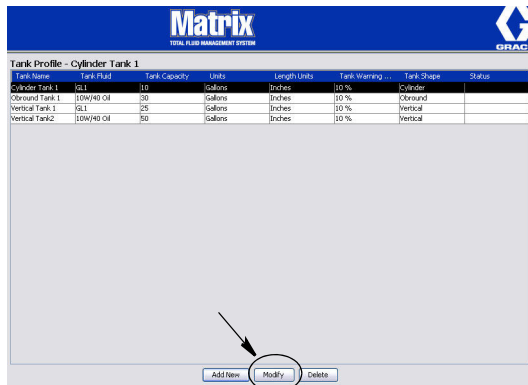 Matrix
TOTAL FLUID MANAGEMENT SYSTEM
GRAC
Tank Profile - Cylinder Tank 1
Tank Name Tank Fluid Tank Capacity Units Length Units Tank Warning ... Tank Shape Status
Cylinder Tank 1 GL1 10 Gallons Inches 10 % Cylinder
Obround Tank 1 10W/40 Oil 30 Gallons Inches 10 % Obround
Vertical Tank 1 GL1 25 Gallons Inches 10 % Vertical
Vertical Tank2 10W/40 Oil 50 Gallons Inches 10 % Vertical
Add New Modify Delete